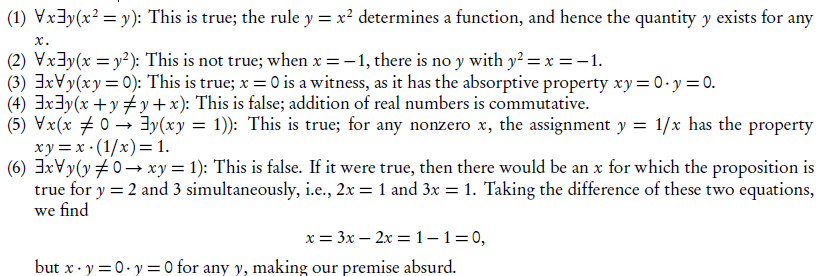 (1) ∀x∃y(x² = y): This is true; the rule y = x² determines a function, and hence the quantity y exists for any
x.
(2) ∀x∃y(x = y²): This is not true; when x = −1, there is no y with y² = x = −1.
(3) ∃x∀y(xy = 0): This is true; x = 0 is a witness, as it has the absorptive property xy = 0·y = 0.
(4) ∃x∃y(x + y ≠ y + x): This is false; addition of real numbers is commutative.
(5) ∀x(x ≠ 0 → ∃y(xy = 1)): This is true; for any nonzero x, the assignment y = 1/x has the property
xy = x·(1/x) = 1.
(6) ∃x∀y(y ≠ 0 → xy = 1): This is false. If it were true, then there would be an x for which the proposition is
true for y = 2 and 3 simultaneously, i.e., 2x = 1 and 3x = 1. Taking the difference of these two equations,
we find
x = 3x − 2x = 1 − 1 = 0,
but x·y = 0·y = 0 for any y, making our premise absurd.